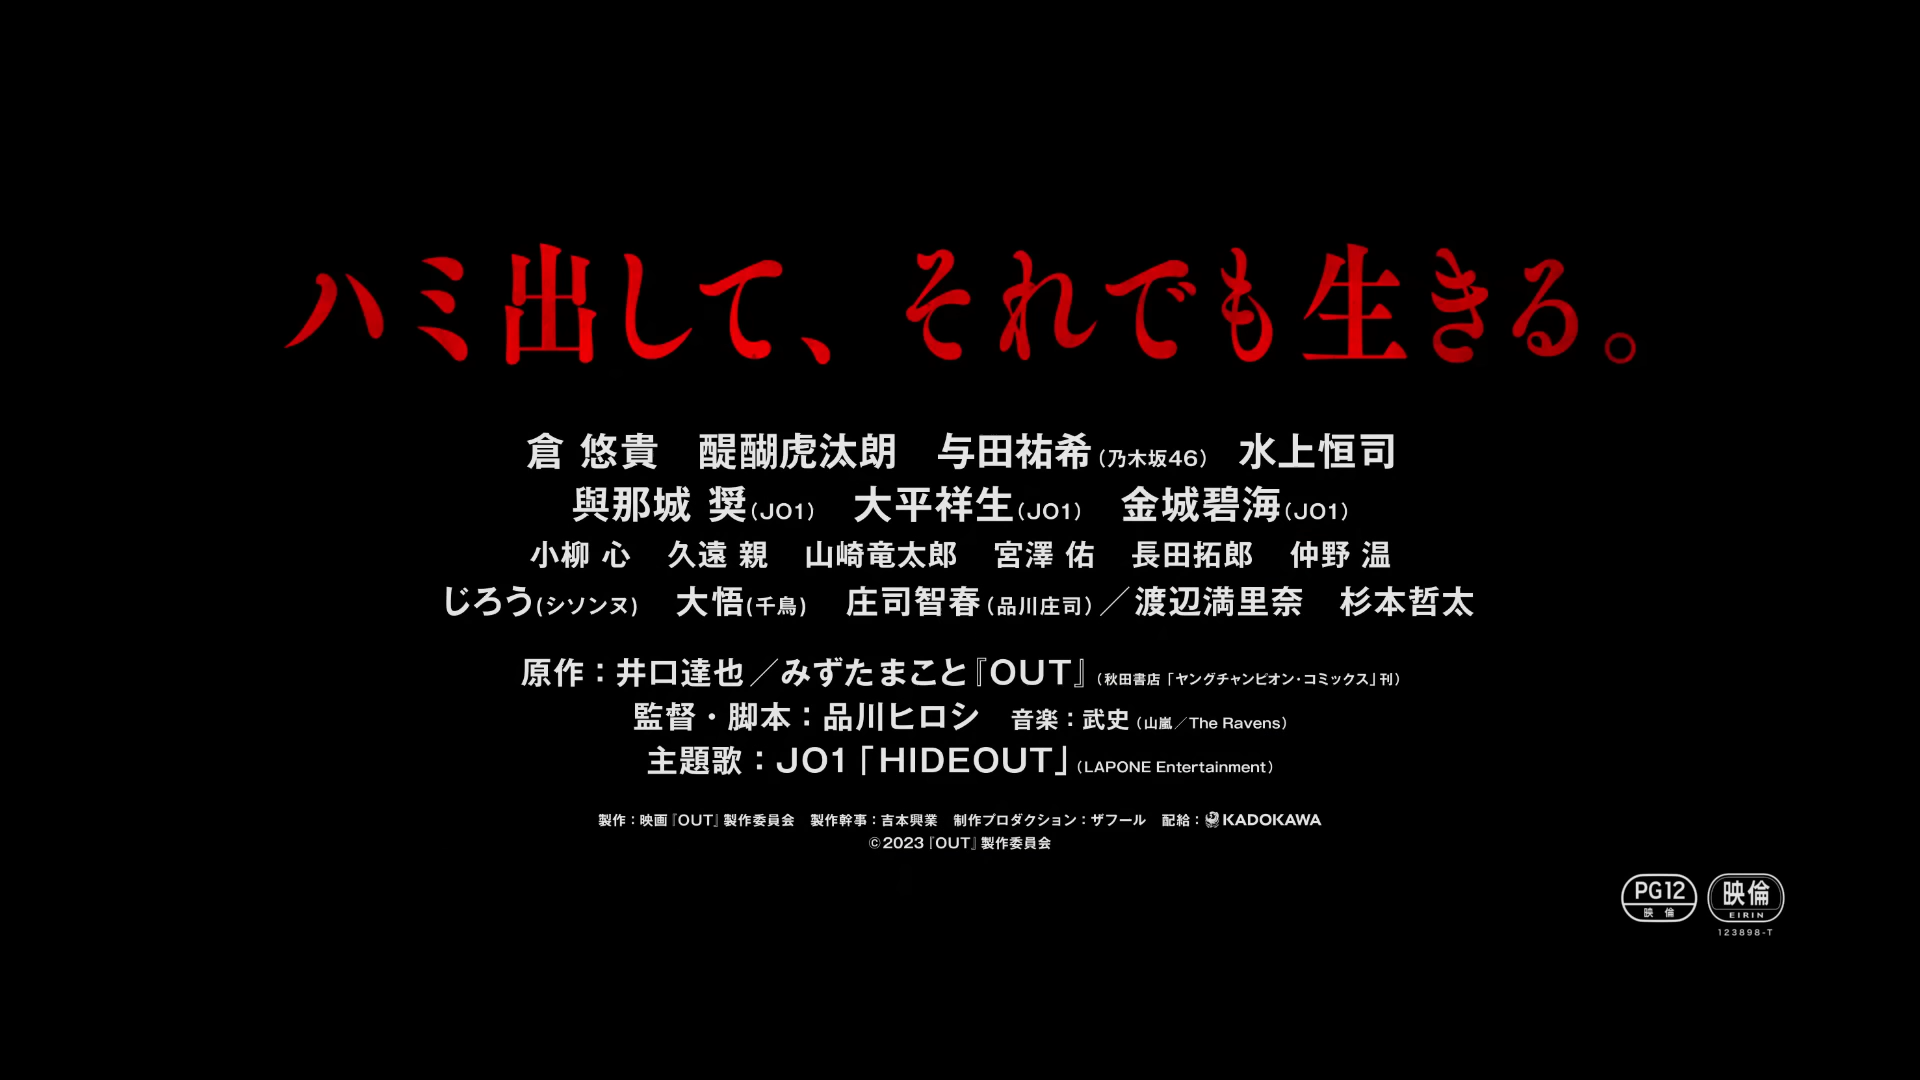 ハミ出して、それでも生きる。
倉 悠貴　醍醐虎汰朗　与田祐希(乃木坂46)　水上恒司
與那城 奨(JO1)　大平祥生(JO1)　金城碧海(JO1)
小柳 心　久遠 親　山崎竜太郎　宮澤 佑　長田拓郎　仲野 温
じろう(シソンヌ)　大悟(千鳥)　庄司智春(品川庄司)／渡辺満里奈　杉本哲太
原作：井口達也／みずたまこと『OUT』(秋田書店「ヤングチャンピオン・コミックス」刊)
監督・脚本：品川ヒロシ　音楽：武史(山嵐／The Ravens)
主題歌：JO1「HIDEOUT」(LAPONE Entertainment)
製作：映画『OUT』製作委員会　製作幹事：吉本興業　制作プロダクション：ザフール　配給：KADOKAWA
©2023『OUT』製作委員会
PG12 映倫
映倫
EIRIN
123898-T